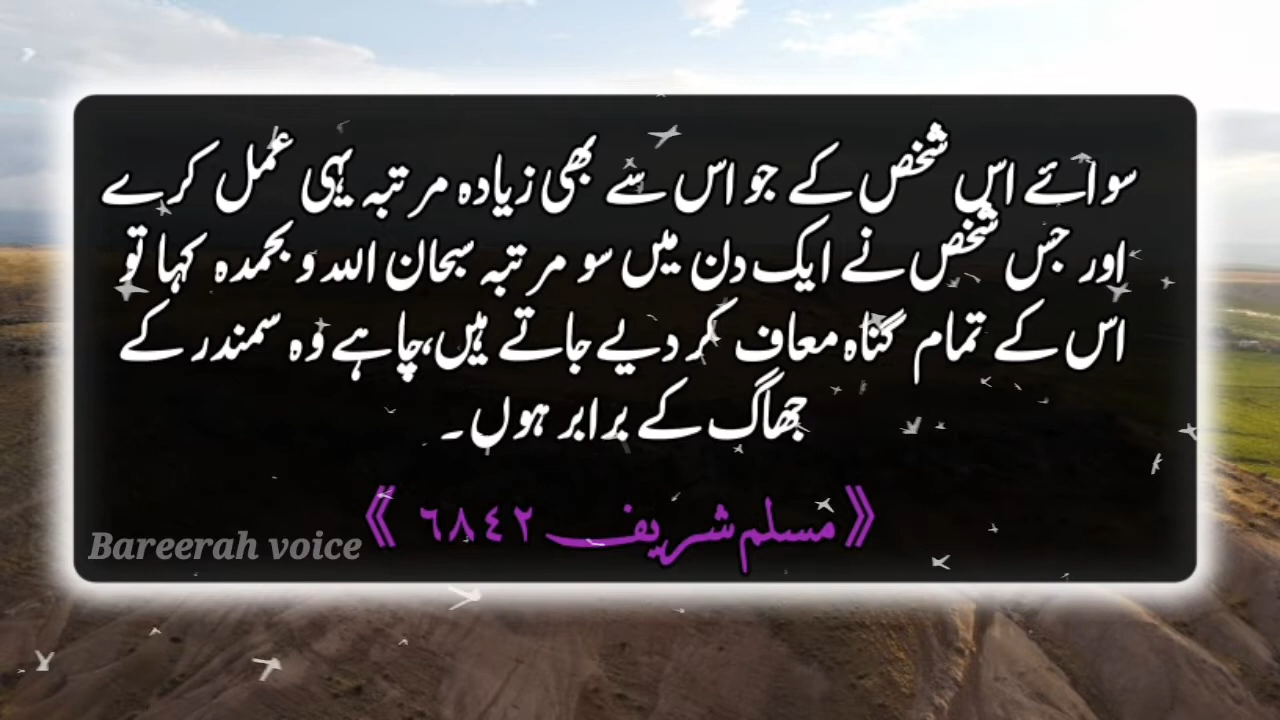 سوائے اس شخص کے جو اس سے بھی زیادہ مرتبہ یہی عمل کرے
اور جس شخص نے ایک دن میں سو مرتبہ سبحان اللہ وبحمدہ کہا تو
اس کے تمام گناہ معاف کر دیے جاتے ہیں،چاہے وہ سمندر کے
جھاگ کے برابر ہوں۔
《مسلم شریف ٦٨٤٢》
Bareerah voice